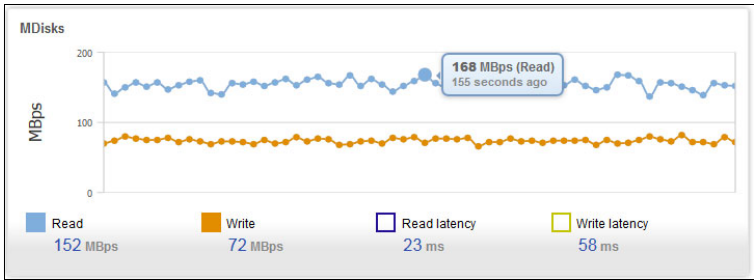 MDisks
200
168 MBps (Read)
155 seconds ago
MBps
100
0
Read Write Read latency Write latency
152 MBps 72 MBps 23 ms 58 ms